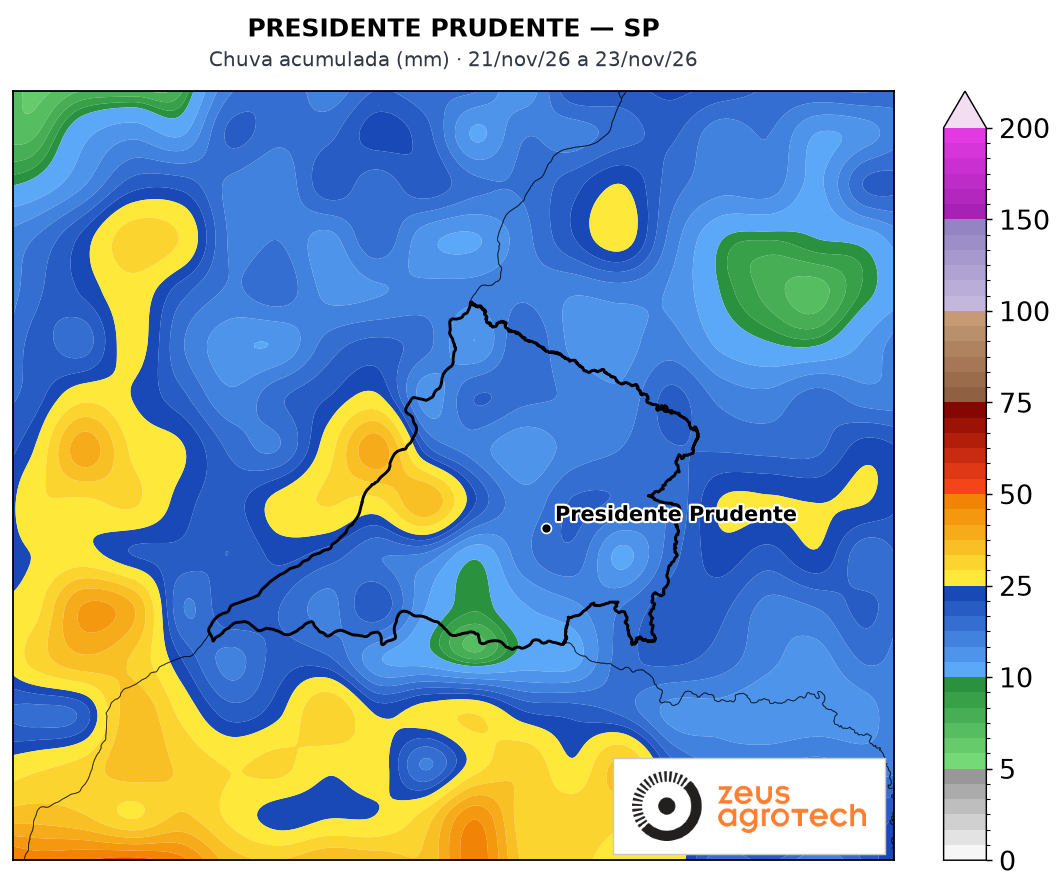 PRESIDENTE PRUDENTE — SP
Chuva acumulada (mm) · 21/nov/26 a 23/nov/26
200
150
100
75
50
25
10
5
0
Presidente Prudente
zeus
agrotech